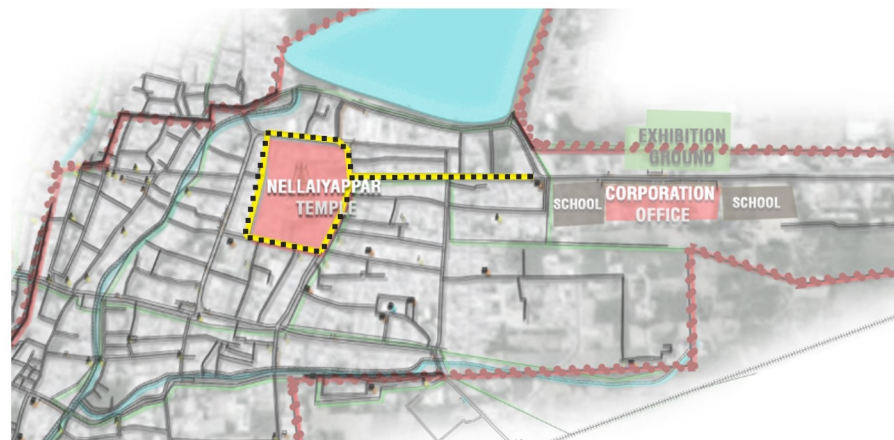 EXHIBITION
GROUND
NELLAIYAPPAR
TEMPLE
SCHOOL
CORPORATION
OFFICE
SCHOOL